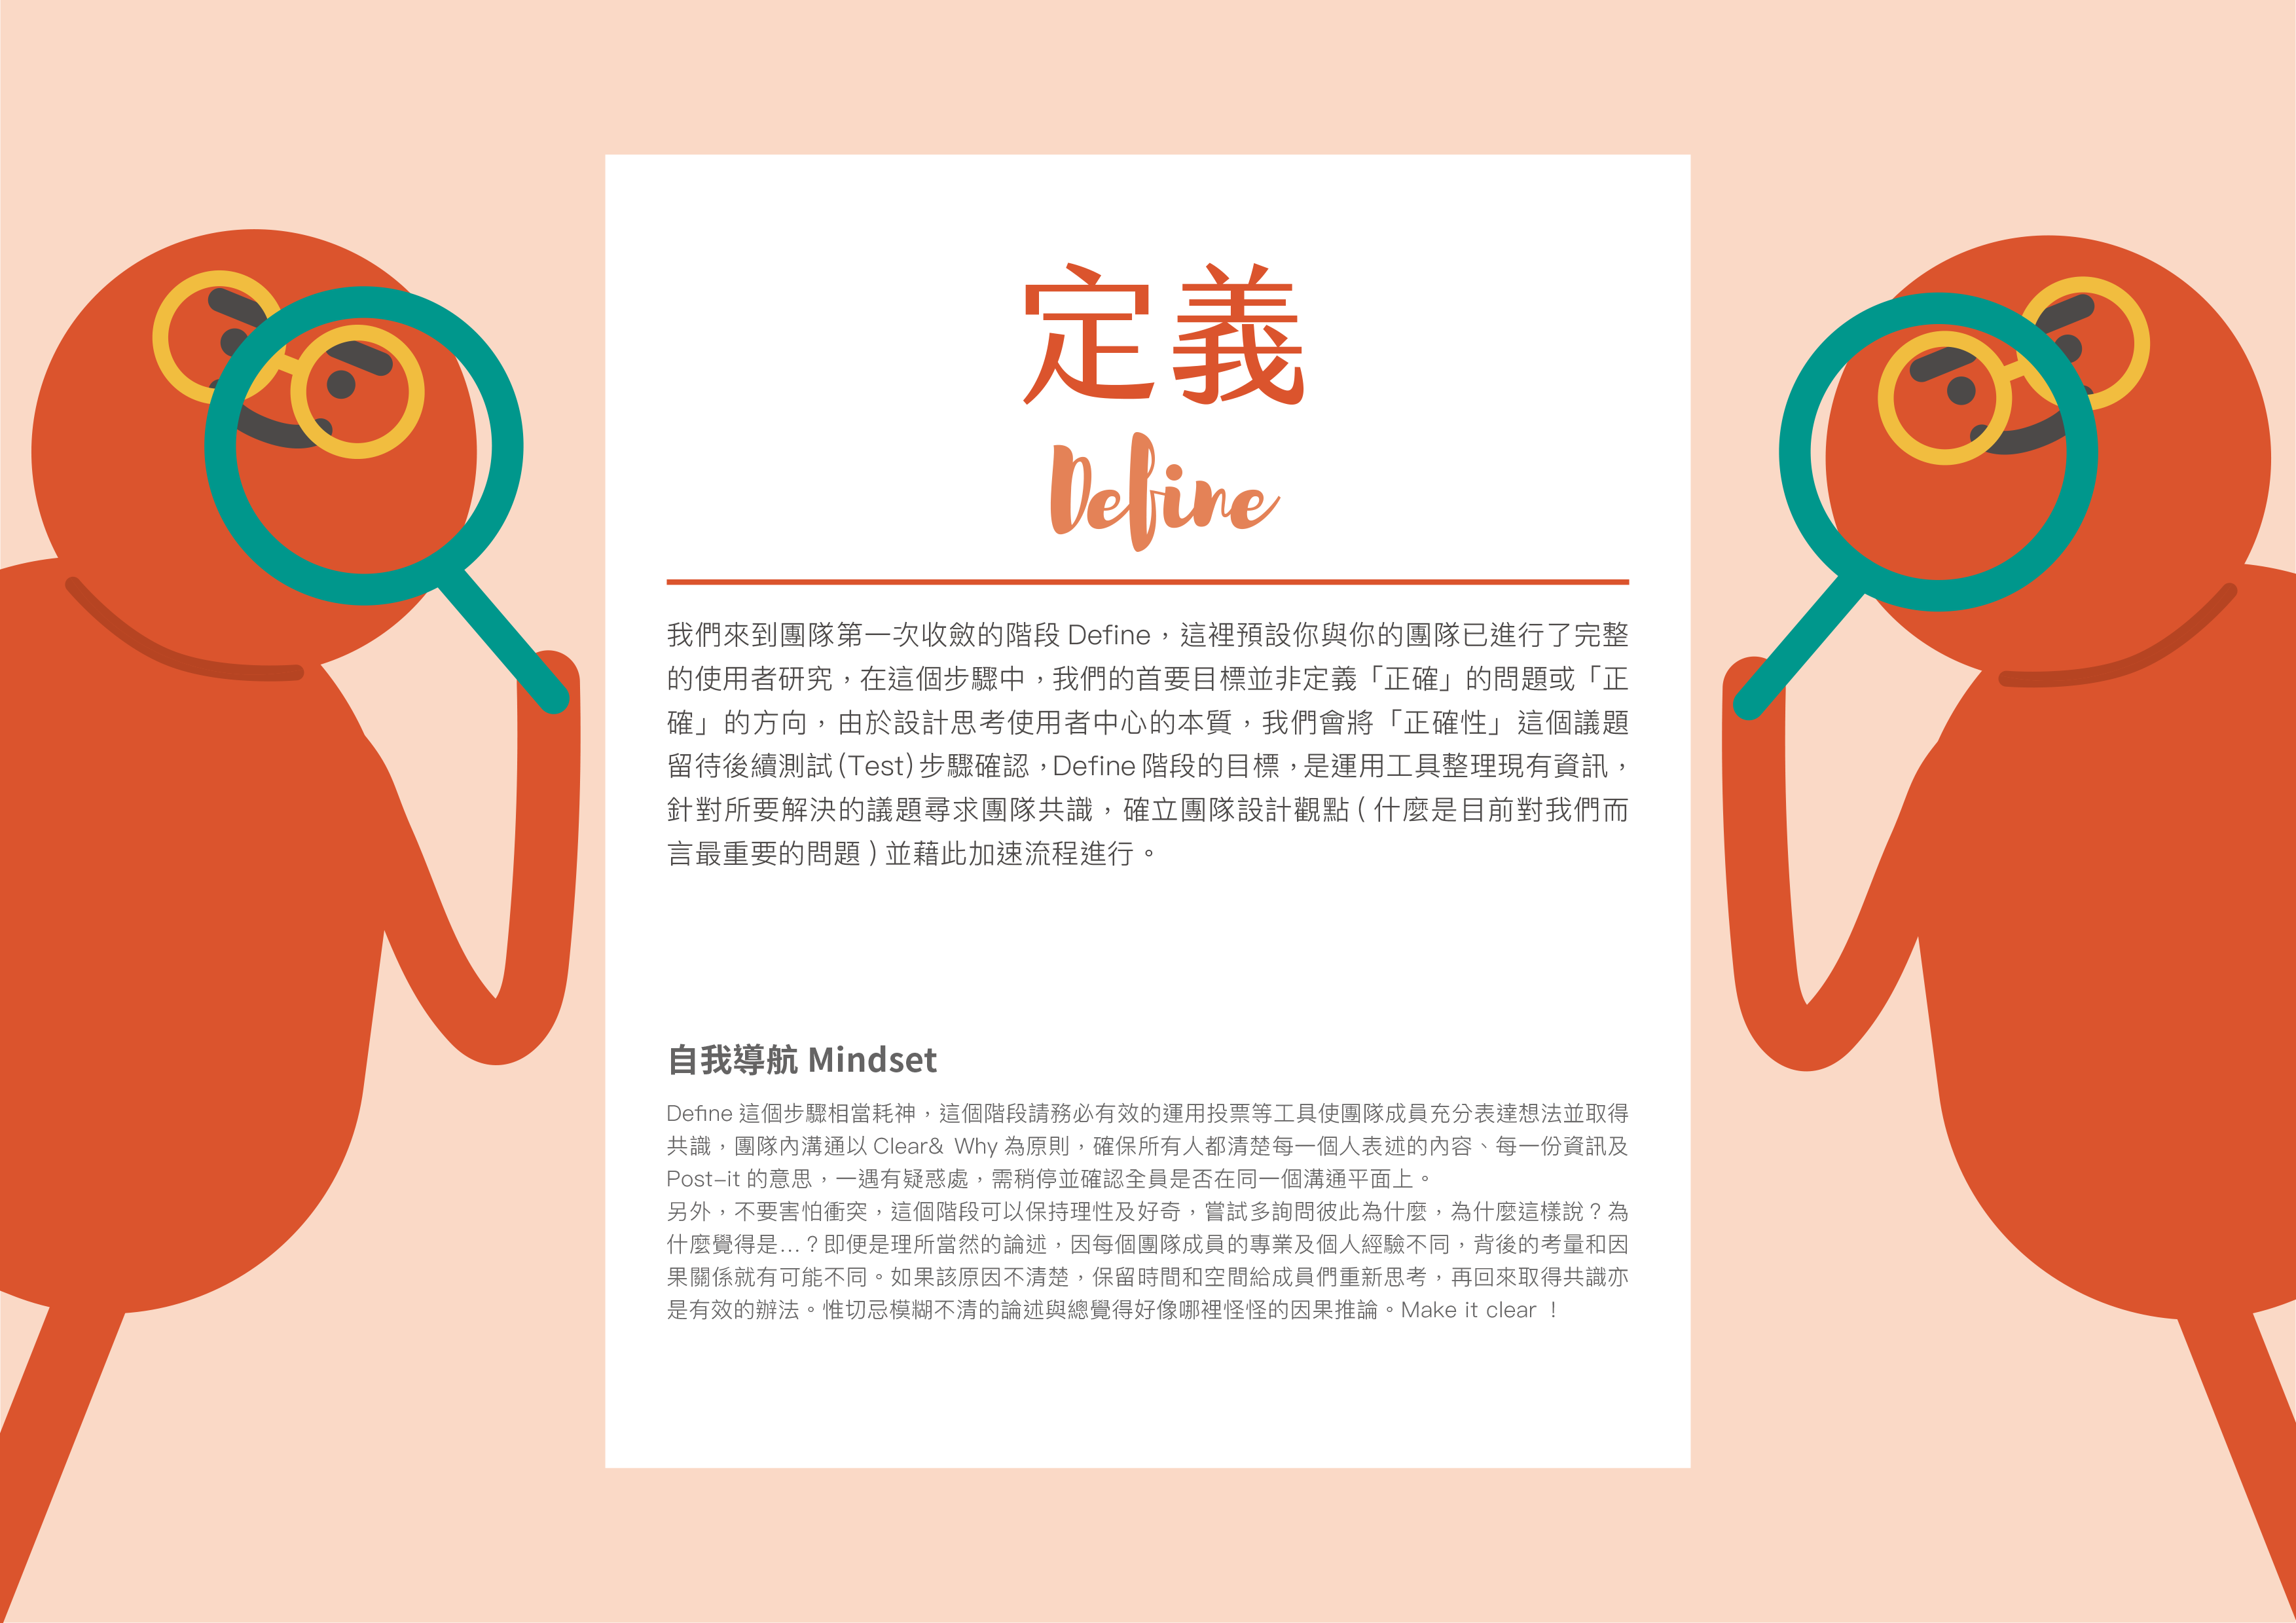 定義
Define
我們來到團隊第一次收斂的階段 Define，這裡預設你與你的團隊已進行了完整
的使用者研究，在這個步驟中，我們的首要目標並非定義「正確」的問題或「正
確」的方向，由於設計思考使用者中心的本質，我們會將「正確性」這個議題
留待後續測試(Test)步驟確認，Define 階段的目標，是運用工具整理現有資訊，
針對所要解決的議題尋求團隊共識，確立團隊設計觀點 ( 什麼是目前對我們而
言最重要的問題 ) 並藉此加速流程進行。
自我導航 Mindset
Define 這個步驟相當耗神，這個階段請務必有效的運用投票等工具使團隊成員充分表達想法並取得
共識，團隊內溝通以 Clear& Why 為原則，確保所有人都清楚每一個人表述的內容、每一份資訊及
Post-it 的意思，一遇有疑惑處，需稍停並確認全員是否在同一個溝通平面上。
另外，不要害怕衝突，這個階段可以保持理性及好奇，嘗試多詢問彼此為什麼，為什麼這樣說？為
什麼覺得是...？即便是理所當然的論述，因每個團隊成員的專業及個人經驗不同，背後的考量和因
果關係就有可能不同。如果該原因不清楚，保留時間和空間給成員們重新思考，再回來取得共識亦
是有效的辦法。惟切忌模糊不清的論述與總覺得好像哪裡怪怪的因果推論。Make it clear ！